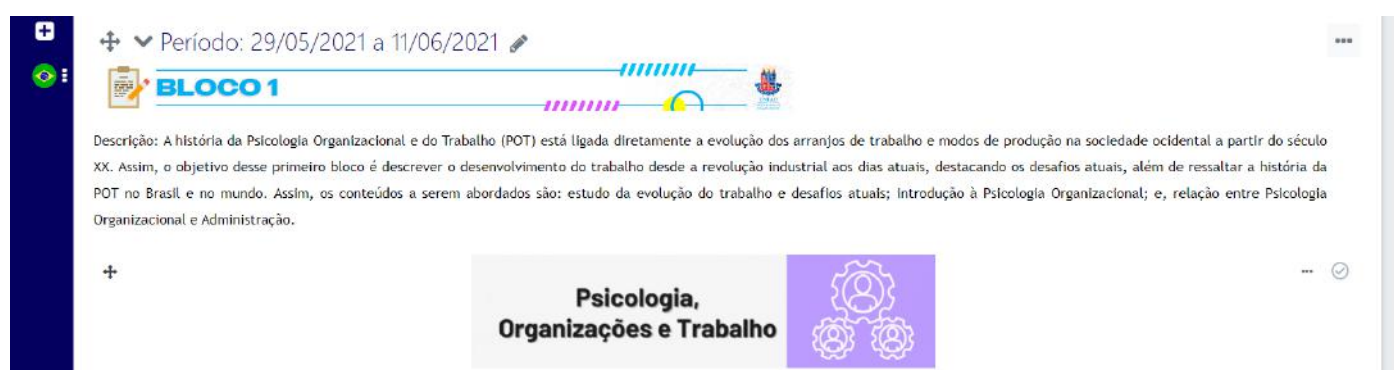 Período: 29/05/2021 a 11/06/2021
BLOCO 1
Descrição: A história da Psicologia Organizacional e do Trabalho (POT) está ligada diretamente a evolução dos arranjos de trabalho e modos de produção na sociedade ocidental a partir do século
XX. Assim, o objetivo desse primeiro bloco é descrever o desenvolvimento do trabalho desde a revolução industrial aos dias atuais, destacando os desafios atuais, além de ressaltar a história da
POT no Brasil e no mundo. Assim, os conteúdos a serem abordados são: estudo da evolução do trabalho e desafios atuais; introdução à Psicologia Organizacional; e, relação entre Psicologia
Organizacional e Administração.
Psicologia,
Organizações e Trabalho